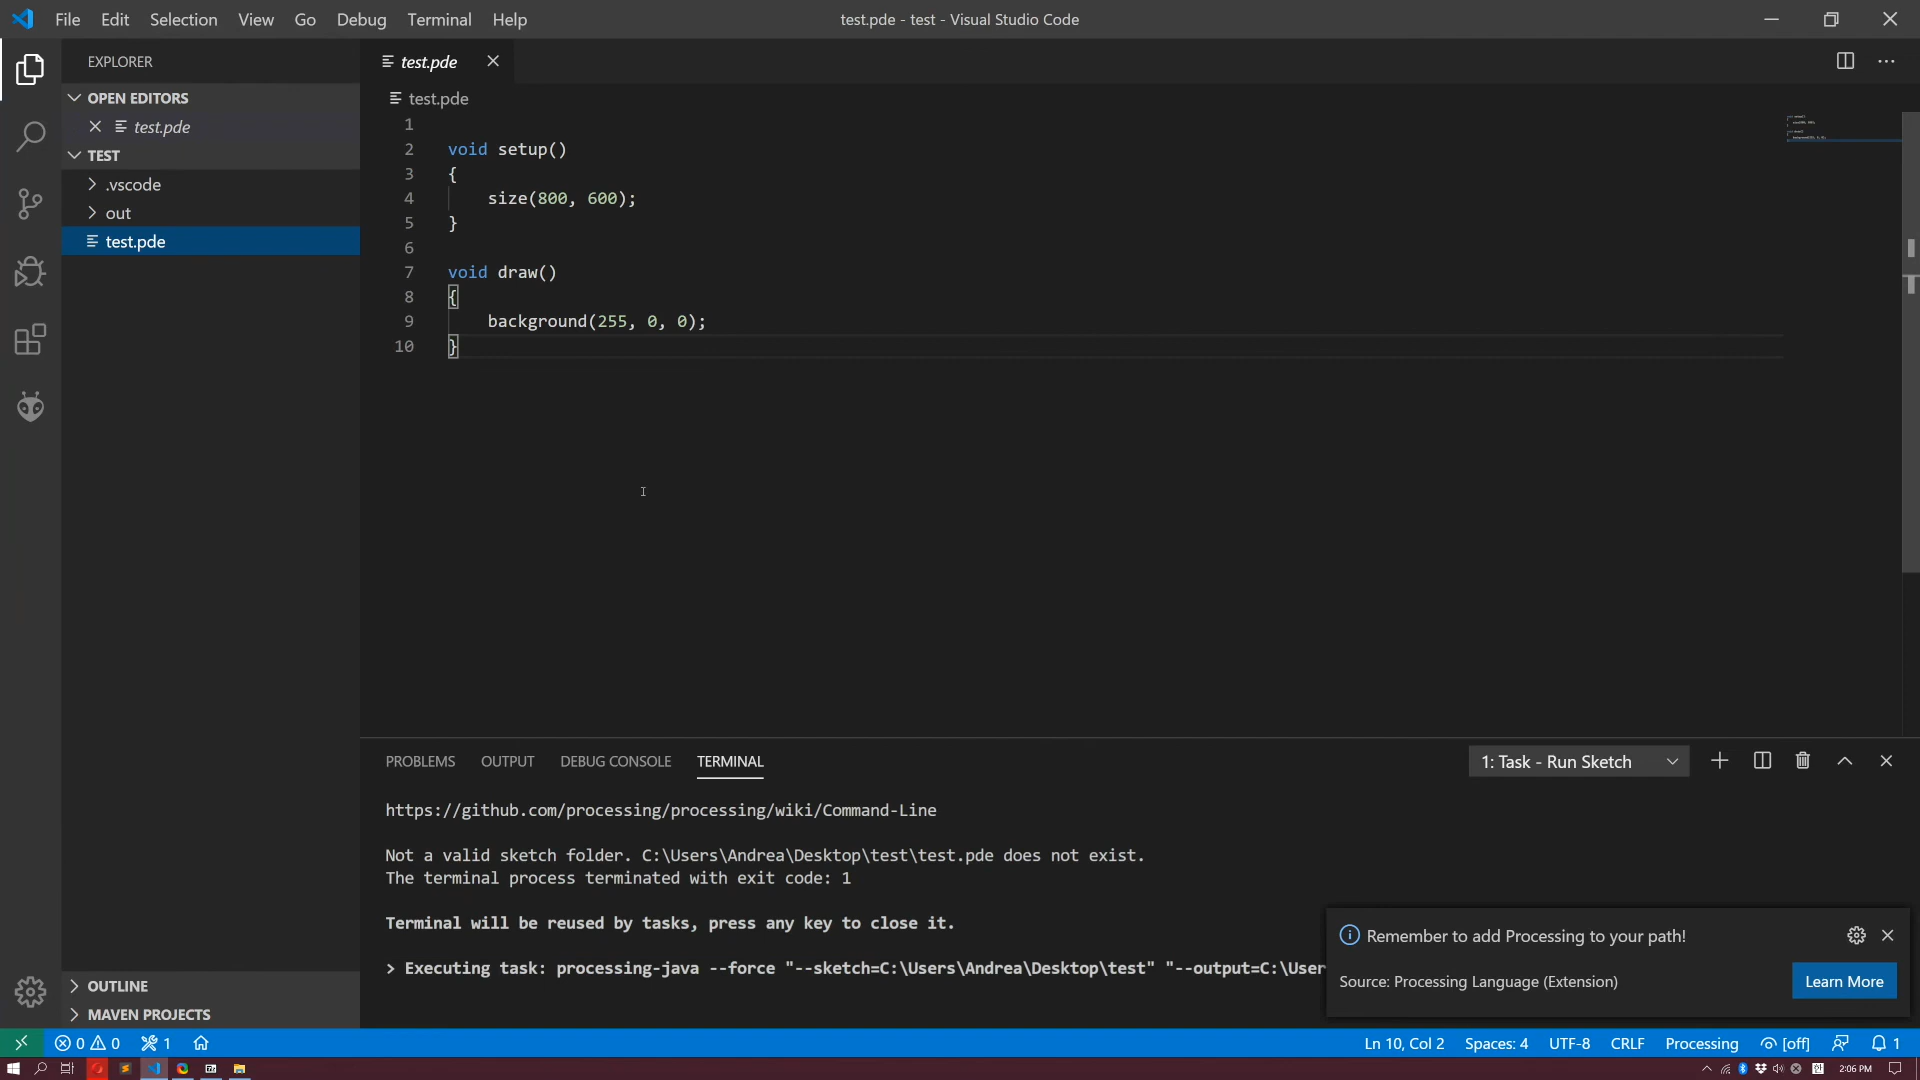 File Edit Selection View Go Debug Terminal Help
test.pde - test - Visual Studio Code
EXPLORER
OPEN EDITORS
test.pde
TEST
.vscode
out
test.pde
OUTLINE
MAVEN PROJECTS
test.pde
test.pde
1
2 void setup()
3 {
4 size(800, 600);
5 }
6
7 void draw()
8 {
9 background(255, 0, 0);
10 }
PROBLEMS OUTPUT DEBUG CONSOLE TERMINAL
1: Task - Run Sketch
https://github.com/processing/processing/wiki/Command-Line
Not a valid sketch folder. C:\Users\Andrea\Desktop\test\test.pde does not exist.
The terminal process terminated with exit code: 1
Terminal will be reused by tasks, press any key to close it.
> Executing task: processing-java --force "--sketch=C:\Users\Andrea\Desktop\test" "--output=C:\User
Remember to add Processing to your path!
Source: Processing Language (Extension)
Learn More
0 0 1
Ln 10, Col 2 Spaces: 4 UTF-8 CRLF Processing [off] 1
2:06 PM